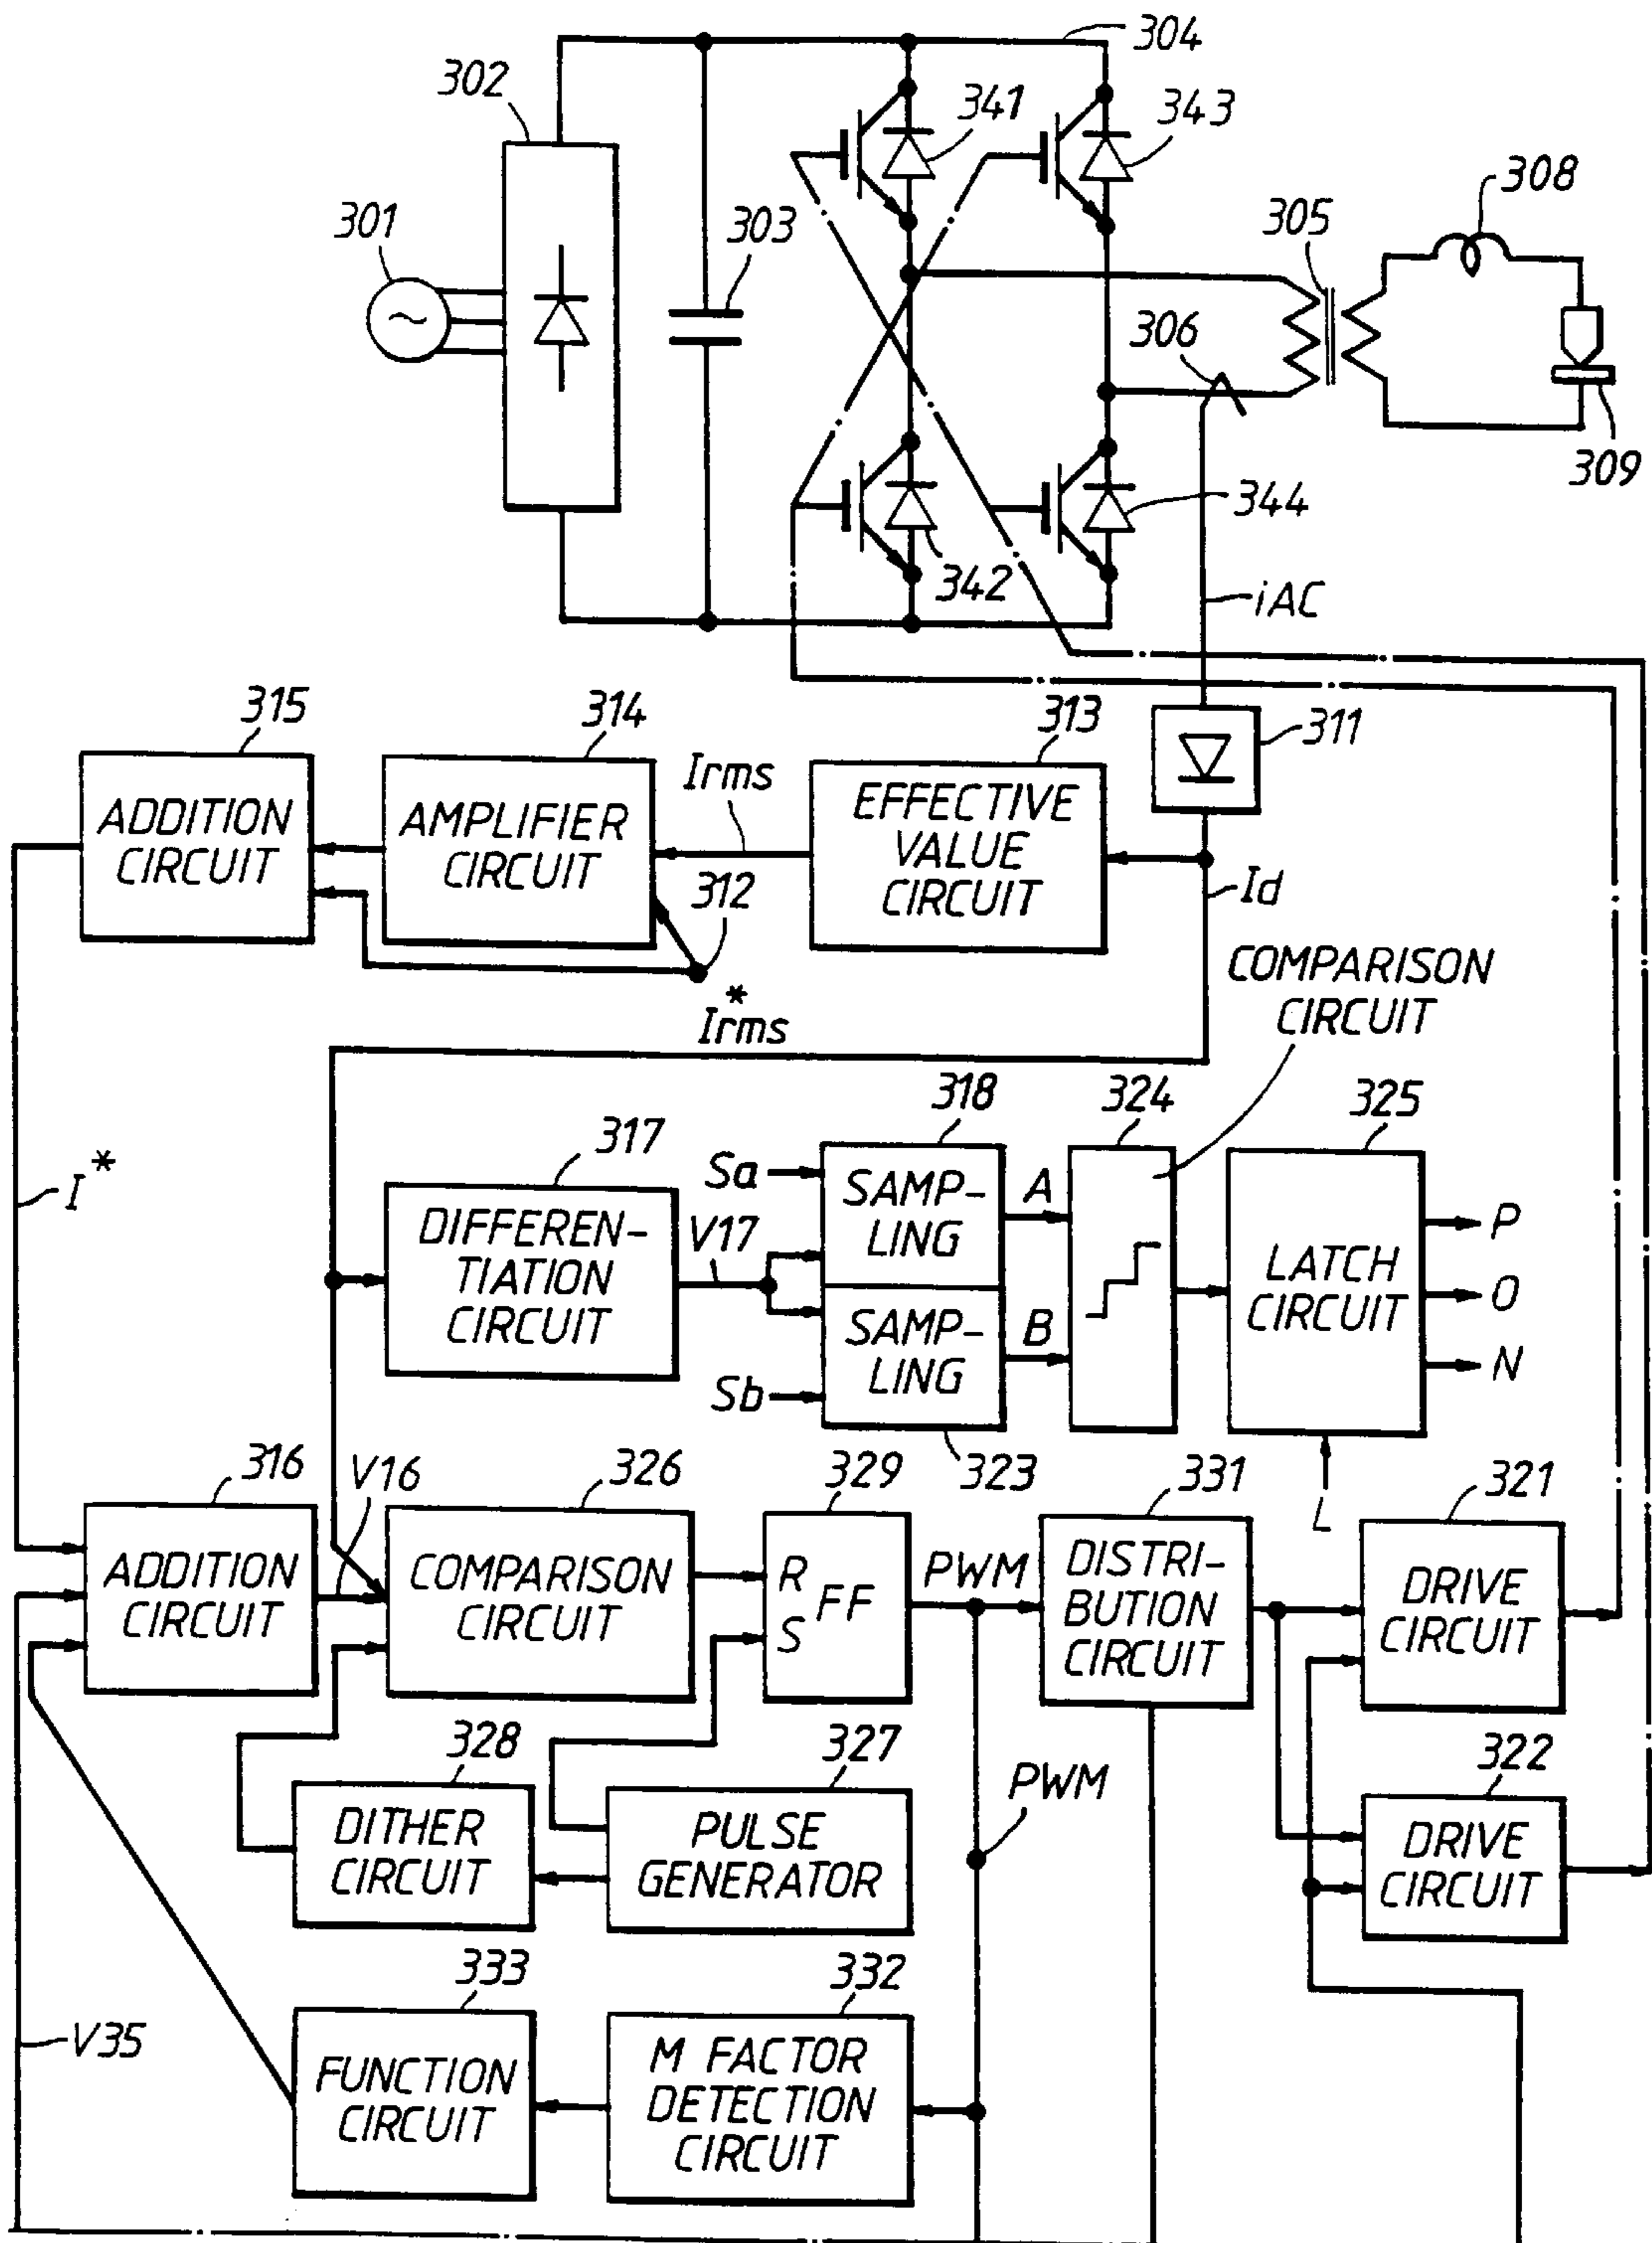 304
302
341
343
308
301
303
305
306
309
344
342
iAC
315
314
313
311
Irms
ADDITION
CIRCUIT
AMPLIFIER
CIRCUIT
EFFECTIVE
VALUE
CIRCUIT
312
Id
COMPARISON
CIRCUIT
*
Irms
318
324
325
317
I*
Sa
SAMP-
LING
A
DIFFEREN-
TIATION
CIRCUIT
V17
LATCH
CIRCUIT
P
O
N
SAMP-
LING
B
Sb
323
316
V16
326
329
331
L
321
ADDITION
CIRCUIT
COMPARISON
CIRCUIT
R
S
FF
PWM
DISTRI-
BUTION
CIRCUIT
DRIVE
CIRCUIT
328
327
PWM
322
DITHER
CIRCUIT
PULSE
GENERATOR
DRIVE
CIRCUIT
333
332
V35
FUNCTION
CIRCUIT
M FACTOR
DETECTION
CIRCUIT